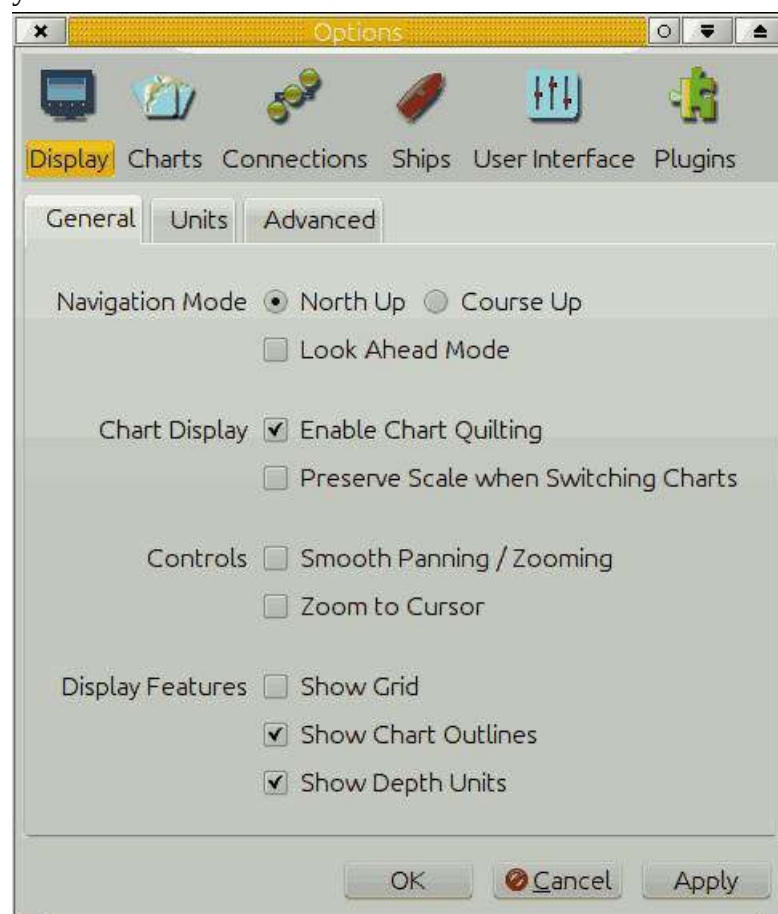 Options
Display Charts Connections Ships User Interface Plugins
General Units Advanced
Navigation Mode North Up Course Up
Look Ahead Mode
Chart Display Enable Chart Quilting
Preserve Scale when Switching Charts
Controls Smooth Panning / Zooming
Zoom to Cursor
Display Features Show Grid
Show Chart Outlines
Show Depth Units
OK Cancel Apply